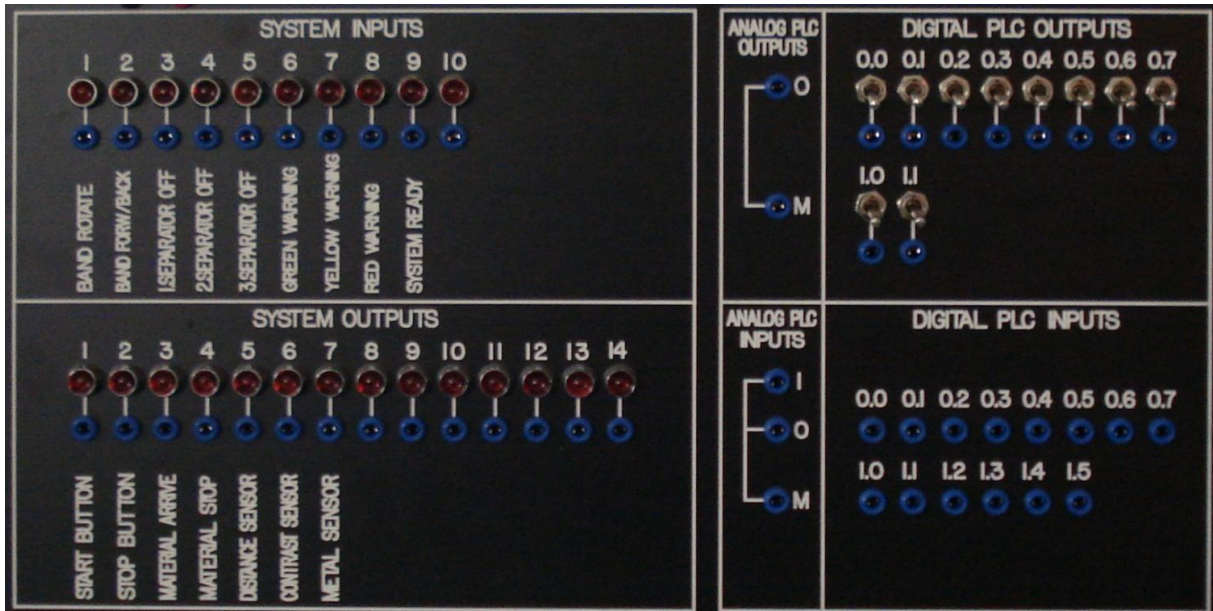 SYSTEM INPUTS
1 2 3 4 5 6 7 8 9 10
BAND ROTATE
BAND FORW/BACK
1.SEPARATOR OFF
2.SEPARATOR OFF
3.SEPARATOR OFF
GREEN WARNING
YELLOW WARNING
RED WARNING
SYSTEM READY
SYSTEM OUTPUTS
1 2 3 4 5 6 7 8 9 10 11 12 13 14
START BUTTON
STOP BUTTON
MATERIAL ARRIVE
MATERIAL STOP
DISTANCE SENSOR
CONTRAST SENSOR
METAL SENSOR
ANALOG PLC
OUTPUTS
O
M
DIGITAL PLC OUTPUTS
0.0 0.1 0.2 0.3 0.4 0.5 0.6 0.7
1.0 1.1
ANALOG PLC
INPUTS
I
O
M
DIGITAL PLC INPUTS
0.0 0.1 0.2 0.3 0.4 0.5 0.6 0.7
1.0 1.1 1.2 1.3 1.4 1.5